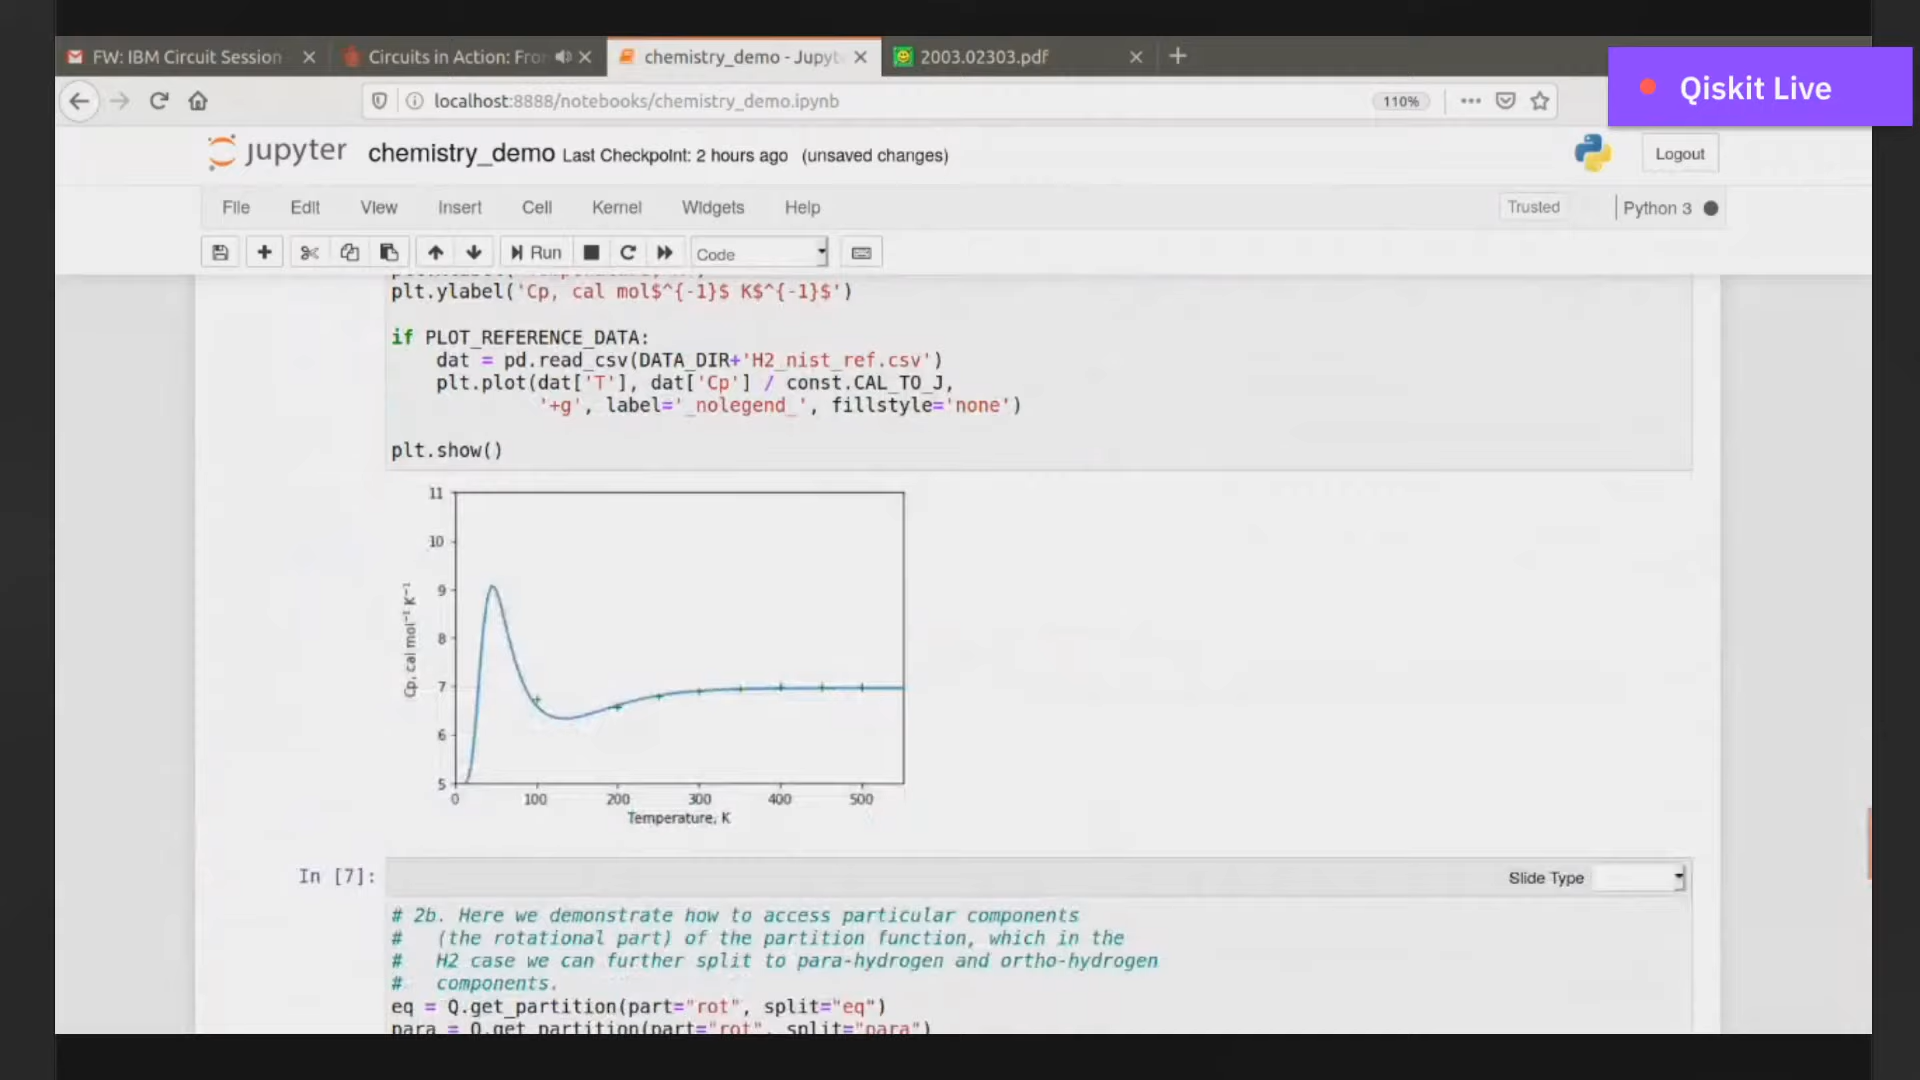 FW: IBM Circuit Session
Circuits in Action: Fro
chemistry_demo - Jupyt
2003.02303.pdf
Qiskit Live
localhost:8888/notebooks/chemistry_demo.ipynb
110%
jupyter chemistry_demo Last Checkpoint: 2 hours ago (unsaved changes)
Logout
File Edit View Insert Cell Kernel Widgets Help
Trusted
Python 3
Run
Code
plt.ylabel('Cp, cal mol$^{-1}$ K$^{-1}$')
if PLOT_REFERENCE_DATA:
dat = pd.read_csv(DATA_DIR+'H2_nist_ref.csv')
plt.plot(dat['T'], dat['Cp'] / const.CAL_TO_J,
'+g', label='_nolegend_', fillstyle='none')
plt.show()
11
10
9
8
7
6
5
Cp, cal mol⁻¹ K⁻¹
0 100 200 300 400 500
Temperature, K
In [7]:
Slide Type
# 2b. Here we demonstrate how to access particular components
# (the rotational part) of the partition function, which in the
# H2 case we can further split to para-hydrogen and ortho-hydrogen
# components.
eq = Q.get_partition(part="rot", split="eq")
para = Q.get_partition(part="rot", split="para")